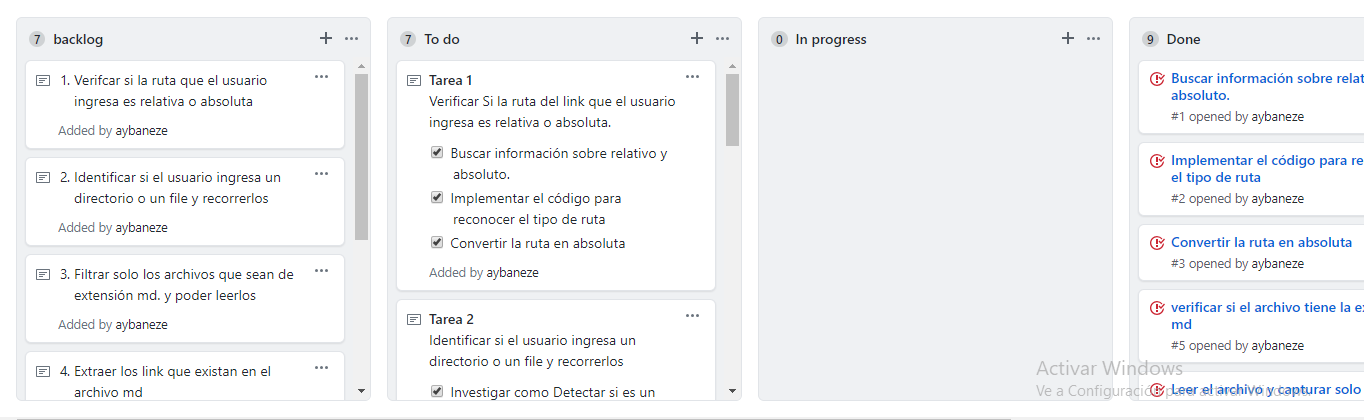 7 backlog
1. Verifcar si la ruta que el usuario
ingresa es relativa o absoluta
Added by aybaneze
2. Identificar si el usuario ingresa un
directorio o un file y recorrerlos
Added by aybaneze
3. Filtrar solo los archivos que sean de
extensión md. y poder leerlos
Added by aybaneze
4. Extraer los link que existan en el
archivo md
7 To do
Tarea 1
Verificar Si la ruta del link que el usuario
ingresa es relativa o absoluta.
Buscar información sobre relativo y
absoluto.
Implementar el código para
reconocer el tipo de ruta
Convertir la ruta en absoluta
Added by aybaneze
Tarea 2
Identificar si el usuario ingresa un
directorio o un file y recorrerlos
Investigar como Detectar si es un
0 In progress
9 Done
Buscar información sobre relat
absoluto.
#1 opened by aybaneze
Implementar el código para re
el tipo de ruta
#2 opened by aybaneze
Convertir la ruta en absoluta
#3 opened by aybaneze
verificar si el archivo tiene la e
md
#5 opened by aybaneze
Leer el archivo y capturar solo
Activar Windows
Ve a Configuración para activar Windows.